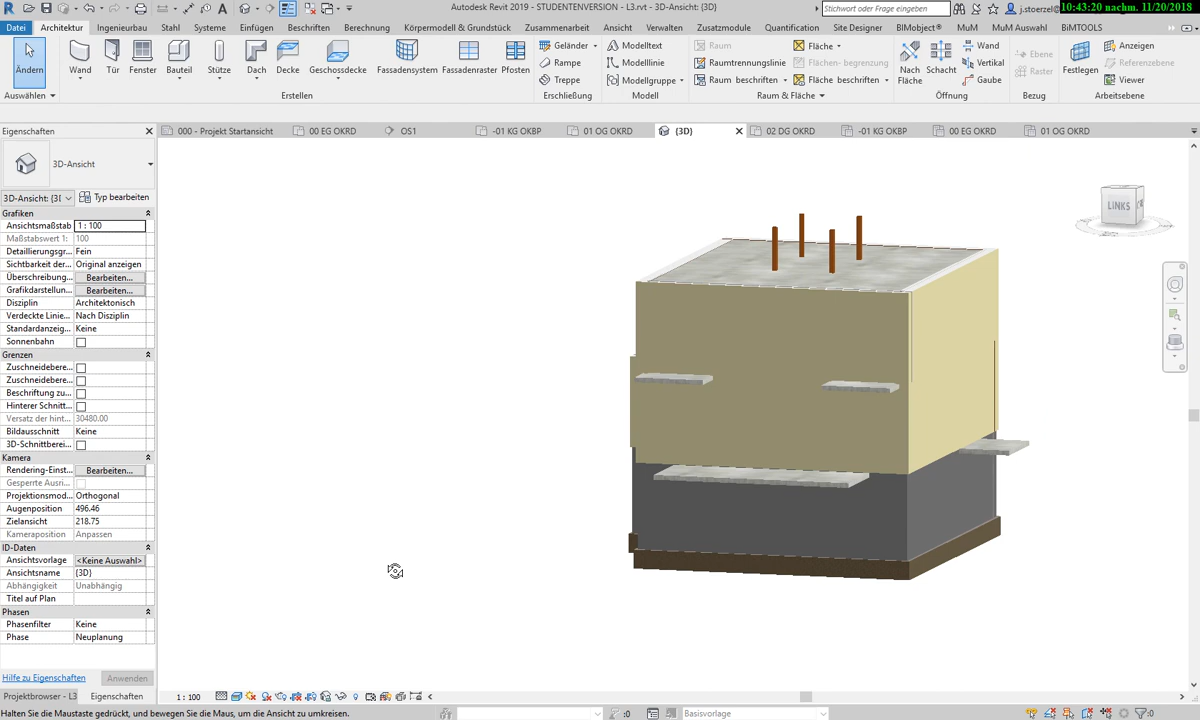 Autodesk Revit 2019 - STUDENTENVERSION - L3.rvt - 3D-Ansicht: {3D}
Stichwort oder Frage eingeben
j.stoerzel@
10:43:20 nachm. 11/20/2018
Datei Architektur Ingenieurbau Stahl Systeme Einfügen Beschriften Berechnung Körpermodell & Grundstück Zusammenarbeit Ansicht Verwalten Zusatzmodule Quantification Site Designer BIMobject® MuM MuM Auswahl BiMTOOLS
Ändern Wand Tür Fenster Bauteil Stütze Dach Decke Geschossdecke Fassadensystem Fassadenraster Pfosten
Geländer Modelltext Raum Fläche Wand Ebene Anzeigen
Rampe Modelllinie Raumtrennungslinie Flächen- begrenzung Vertikal Referenzebene
Treppe Modellgruppe Raum beschriften Fläche beschriften Gaube Raster Viewer
Nach Fläche Schacht Festlegen
Auswählen Erstellen Erschließung Modell Raum & Fläche Öffnung Bezug Arbeitsebene
Eigenschaften
000 - Projekt Startansicht 00 EG OKRD OS1 -01 KG OKBP 01 OG OKRD {3D} 02 DG OKRD -01 KG OKBP 00 EG OKRD 01 OG OKRD
3D-Ansicht
3D-Ansicht: {3I Typ bearbeiten
Grafiken
Ansichtsmaßstab 1 : 100
Maßstabswert 1: 100
Detaillierungsgr... Fein
Sichtbarkeit der... Original anzeigen
Überschreibung... Bearbeiten...
Grafikdarstellun... Bearbeiten...
Disziplin Architektonisch
Verdeckte Linie... Nach Disziplin
Standardanzeig... Keine
Sonnenbahn
Grenzen
Zuschneidebere...
Zuschneidebere...
Beschriftung zu...
Hinterer Schnitt...
Versatz der hint... 30480.00
Bildausschnitt Keine
3D-Schnittberei...
Kamera
Rendering-Einst... Bearbeiten...
Gesperrte Ausri...
Projektionsmod... Orthogonal
Augenposition 496.46
Zielansicht 218.75
Kameraposition Anpassen
ID-Daten
Ansichtsvorlage <Keine Auswahl>
Ansichtsname {3D}
Abhängigkeit Unabhängig
Titel auf Plan
Phasen
Phasenfilter Keine
Phase Neuplanung
LINKS
Hilfe zu Eigenschaften Anwenden
Projektbrowser - L3 Eigenschaften
1 : 100
Halten Sie die Maustaste gedrückt, und bewegen Sie die Maus, um die Ansicht zu umkreisen.
:0 Basisvorlage :0